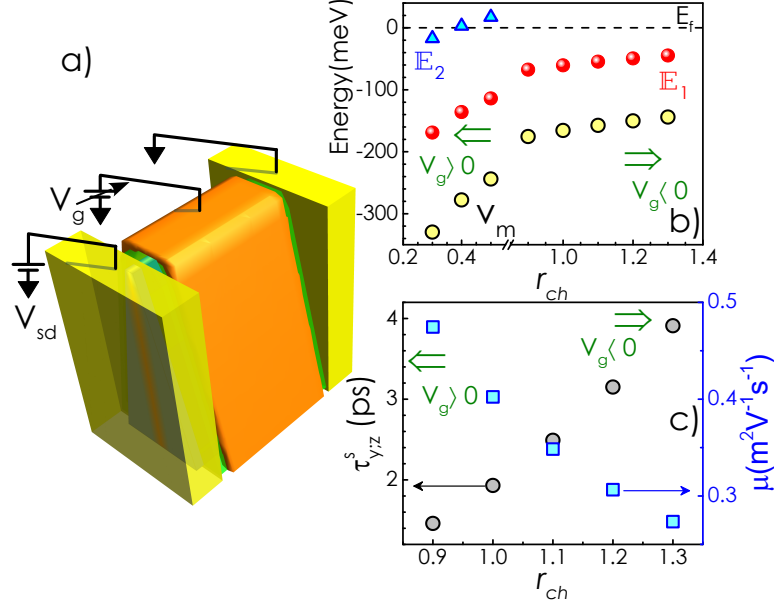 a)
V_g
V_sd
Energy(meV)
0
-100
-200
-300
E_f
𝔼_2
𝔼_1
V_g⟩ 0
V_g⟨ 0
V_m
b)
0.2 0.4 1.0 1.2 1.4
r_ch
τ^s_y;z (ps)
4
3
2
V_g⟨ 0
V_g⟩ 0
c)
0.5
0.4
0.3
μ(m²V⁻¹s⁻¹)
0.9 1.0 1.1 1.2 1.3
r_ch